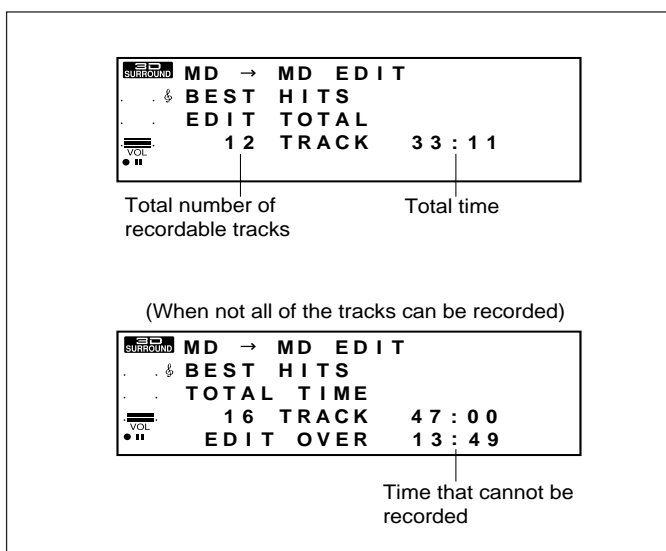 3D SURROUND MD → MD EDIT
BEST HITS
EDIT TOTAL
VOL 12 TRACK 33:11
Total number of
recordable tracks
Total time
(When not all of the tracks can be recorded)
3D SURROUND MD → MD EDIT
BEST HITS
TOTAL TIME
16 TRACK 47:00
VOL EDIT OVER 13:49
Time that cannot be
recorded